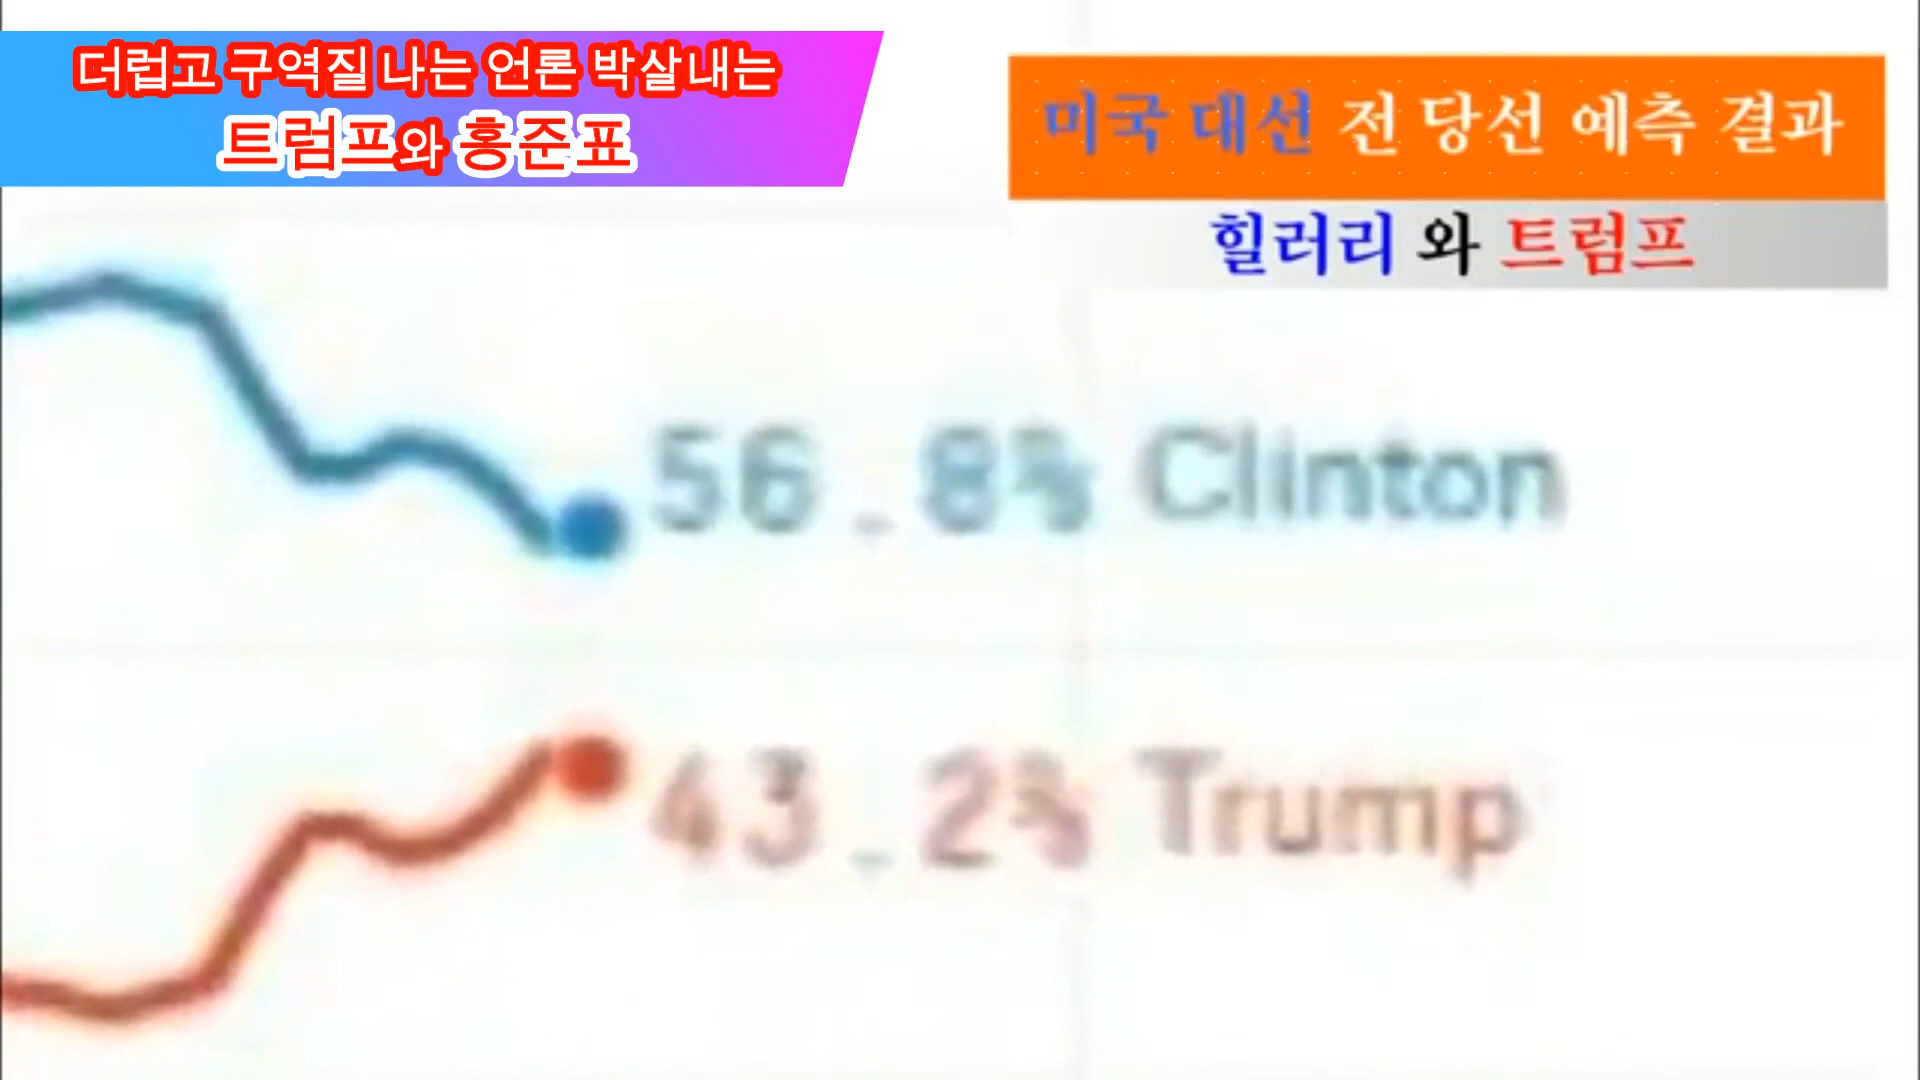 더럽고 구역질 나는 언론 박살내는
트럼프와 홍준표
미국 대선 전 당선 예측 결과
힐러리 와 트럼프
56.8% Clinton
43.2% Trump